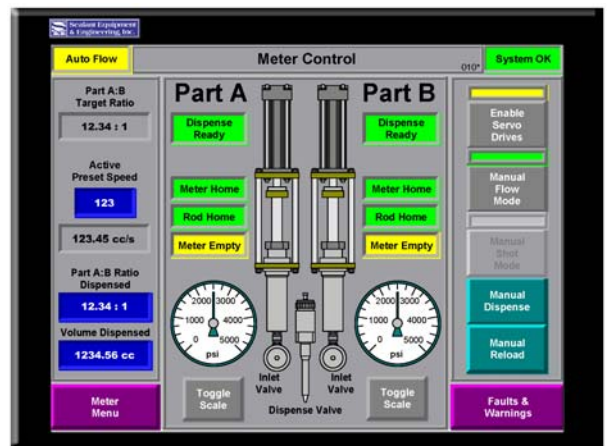 Sealant Equipment
& Engineering, Inc.
Auto Flow
Meter Control
010*
System OK
Part A:B
Target Ratio
12.34 : 1
Active
Preset Speed
123
123.45 cc/s
Part A:B Ratio
Dispensed
12.34 : 1
Volume Dispensed
1234.56 cc
Meter
Menu
Part A
Dispense
Ready
Meter Home
Rod Home
Meter Empty
2000 3000
1000 4000
0 5000
psi
Toggle
Scale
Inlet
Valve
Dispense Valve
Inlet
Valve
Part B
Dispense
Ready
Meter Home
Rod Home
Meter Empty
2000 3000
1000 4000
0 5000
psi
Toggle
Scale
Enable
Servo
Drives
Manual
Flow
Mode
Manual
Shot
Mode
Manual
Dispense
Manual
Reload
Faults &
Warnings